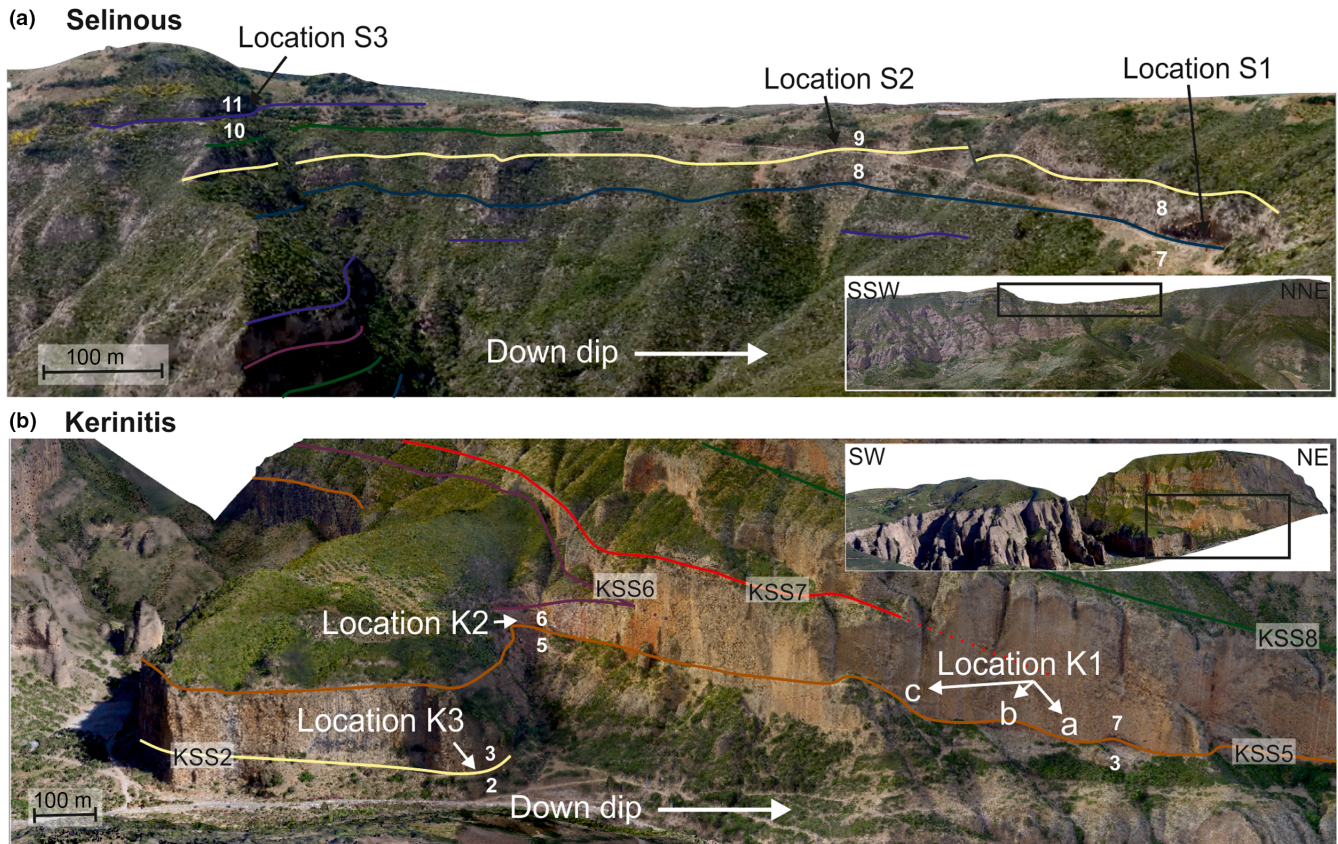 (a) Selinous
Location S3
Location S2
Location S1
11
10
9
8
8
7
SSW
NNE
100 m
Down dip
(b) Kerinitis
SW
NE
KSS6
KSS7
KSS8
Location K2
6
5
Location K1
c
b
a
7
3
Location K3
KSS2
3
2
KSS5
100 m
Down dip